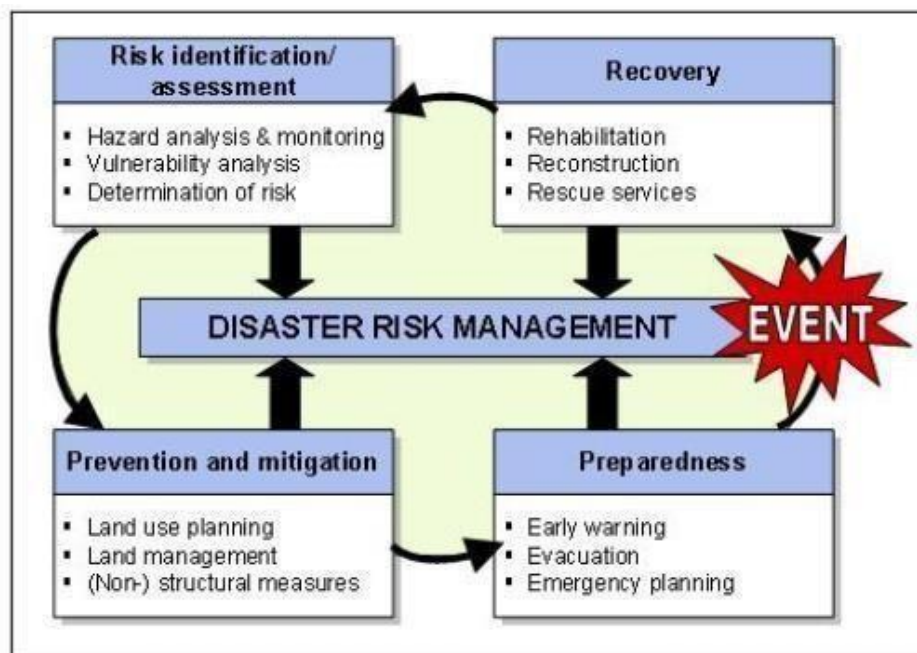 Risk identification/
assessment
▪ Hazard analysis & monitoring
▪ Vulnerability analysis
▪ Determination of risk
Recovery
▪ Rehabilitation
▪ Reconstruction
▪ Rescue services
DISASTER RISK MANAGEMENT
EVENT
Prevention and mitigation
▪ Land use planning
▪ Land management
▪ (Non-) structural measures
Preparedness
▪ Early warning
▪ Evacuation
▪ Emergency planning